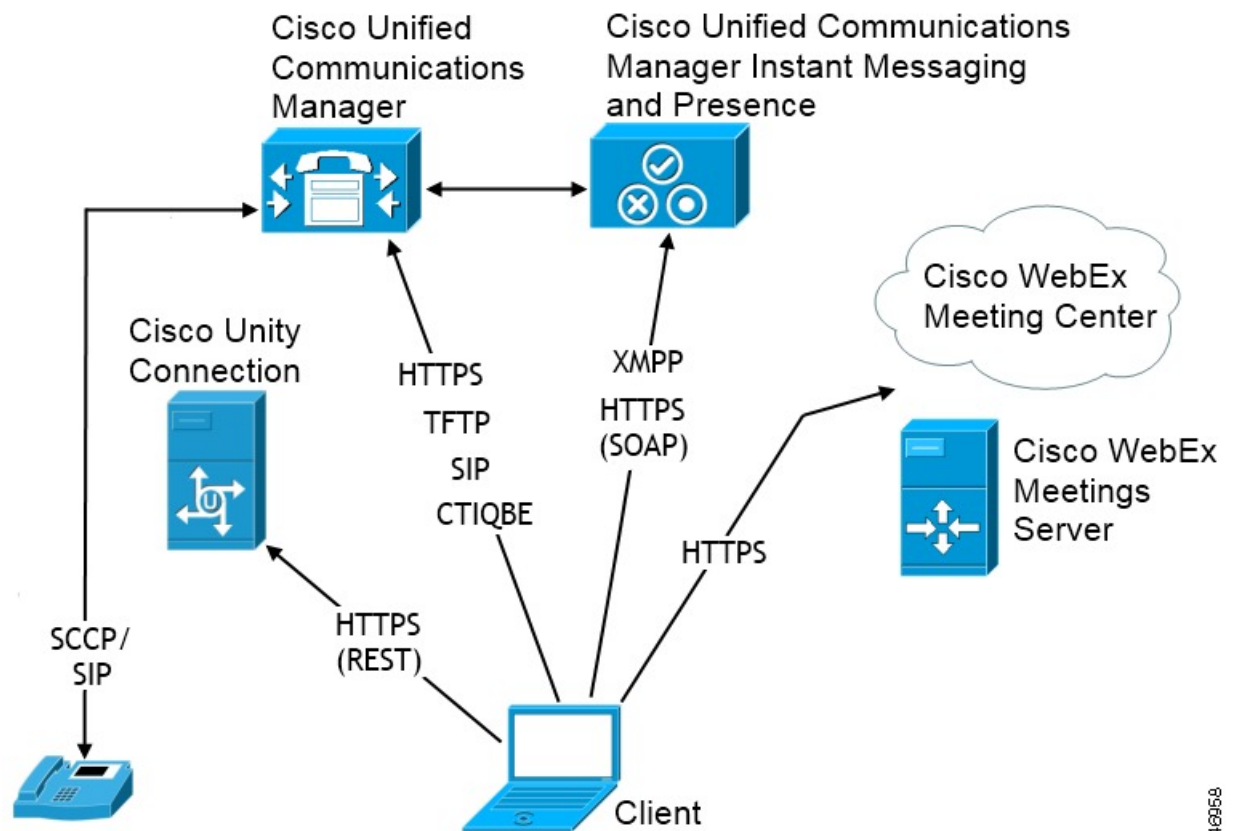 Cisco Unified
Communications
Manager
Cisco Unified Communications
Manager Instant Messaging
and Presence
Cisco WebEx
Meeting Center
Cisco Unity
Connection
U
HTTPS
TFTP
SIP
CTIQBE
XMPP
HTTPS
(SOAP)
Cisco WebEx
Meetings
Server
HTTPS
HTTPS
(REST)
SCCP/
SIP
Client